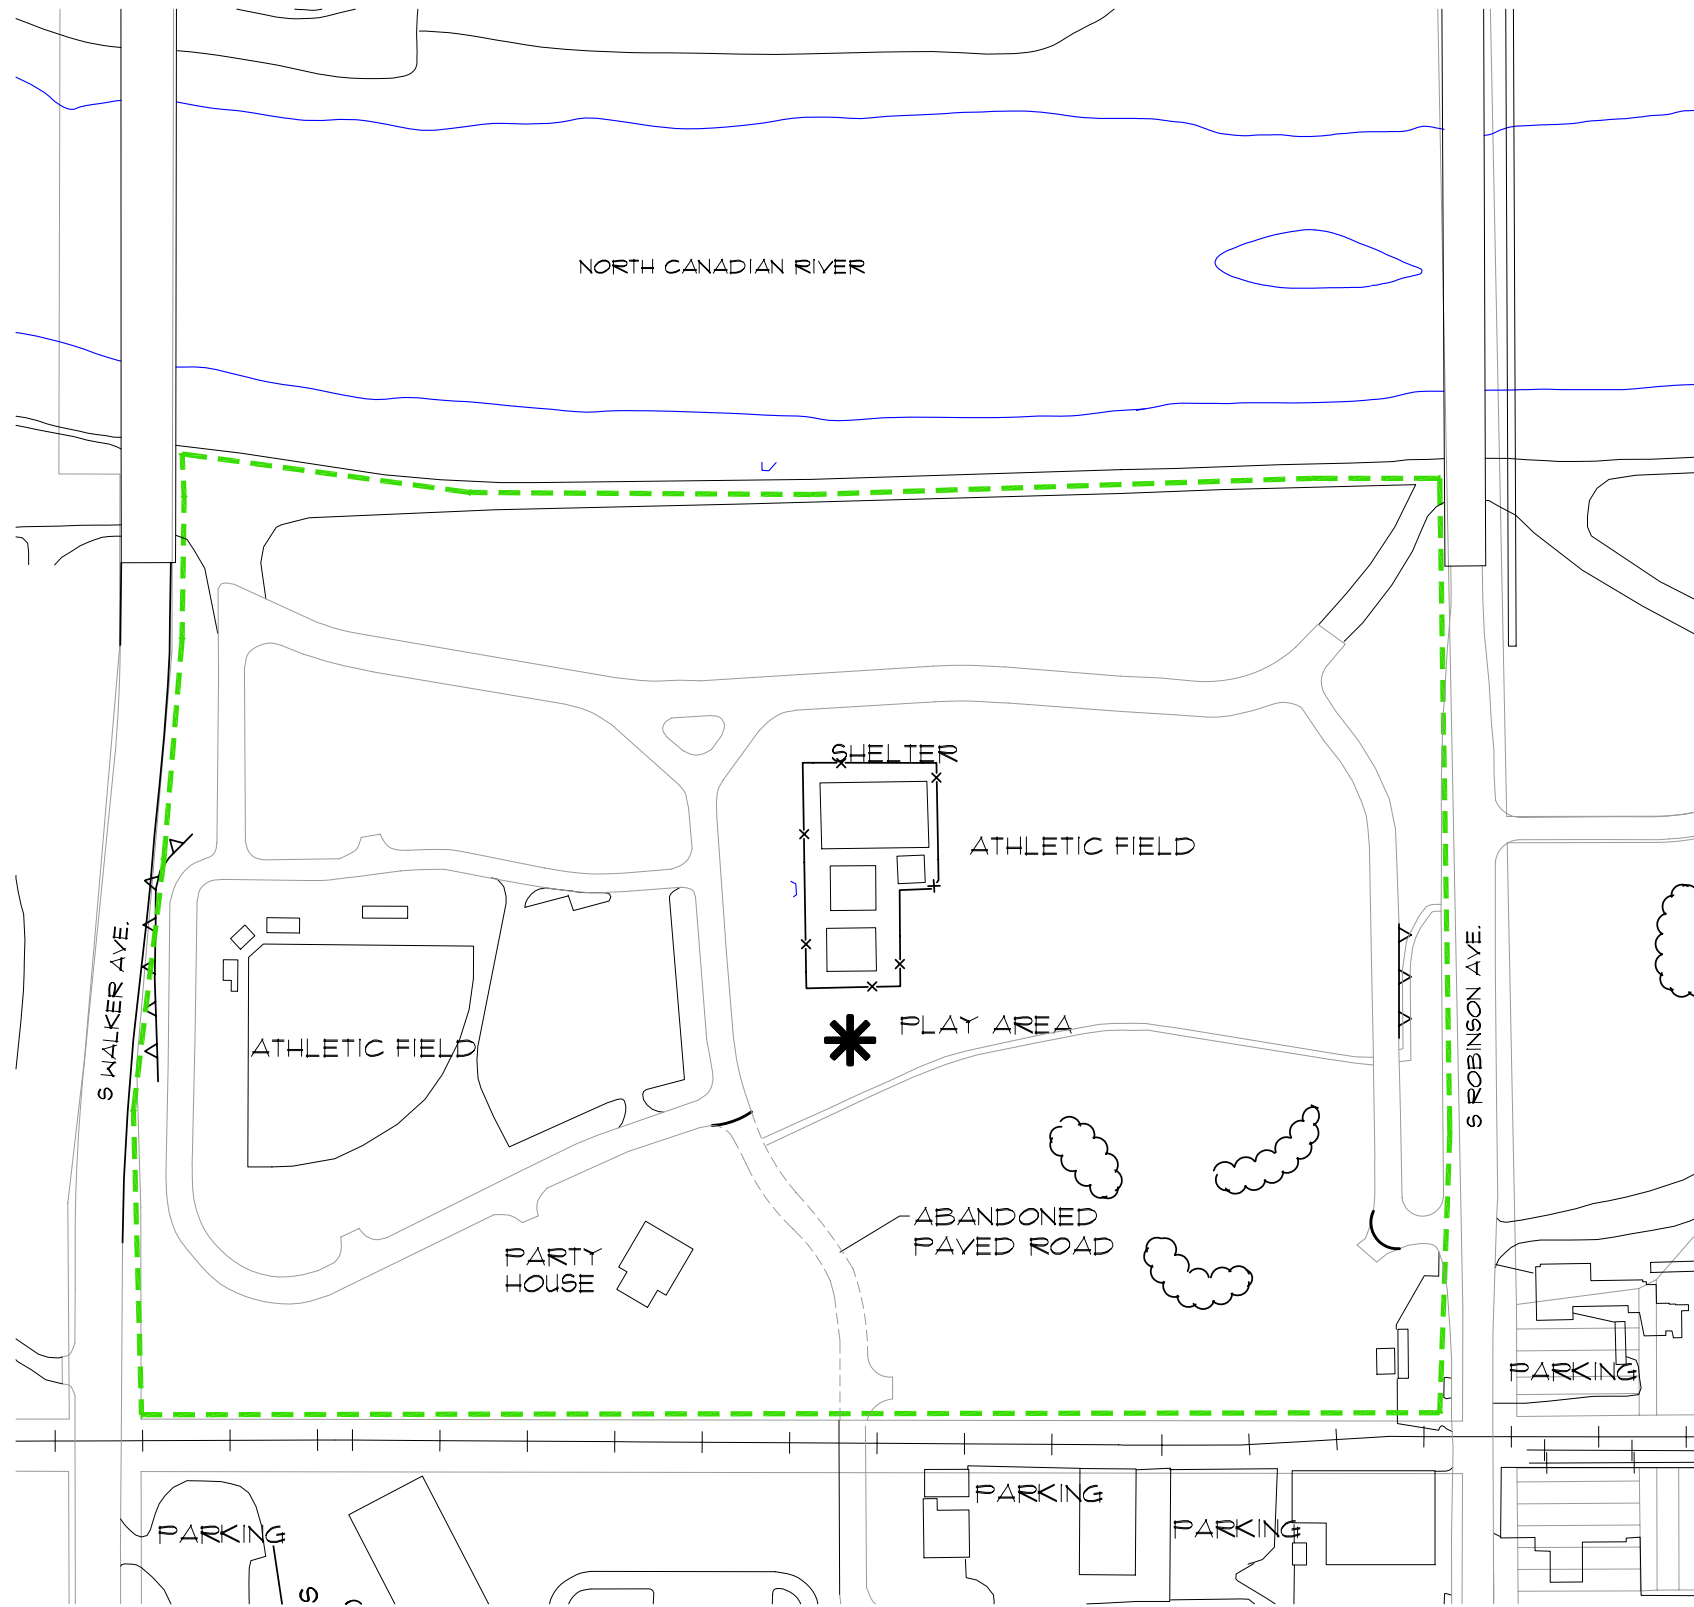 NORTH CANADIAN RIVER
SHELTER
ATHLETIC FIELD
S WALKER AVE.
S ROBINSON AVE.
PLAY AREA
ATHLETIC FIELD
ABANDONED
PAVED ROAD
PARTY
HOUSE
PARKING
PARKING
PARKING
PARKING
S